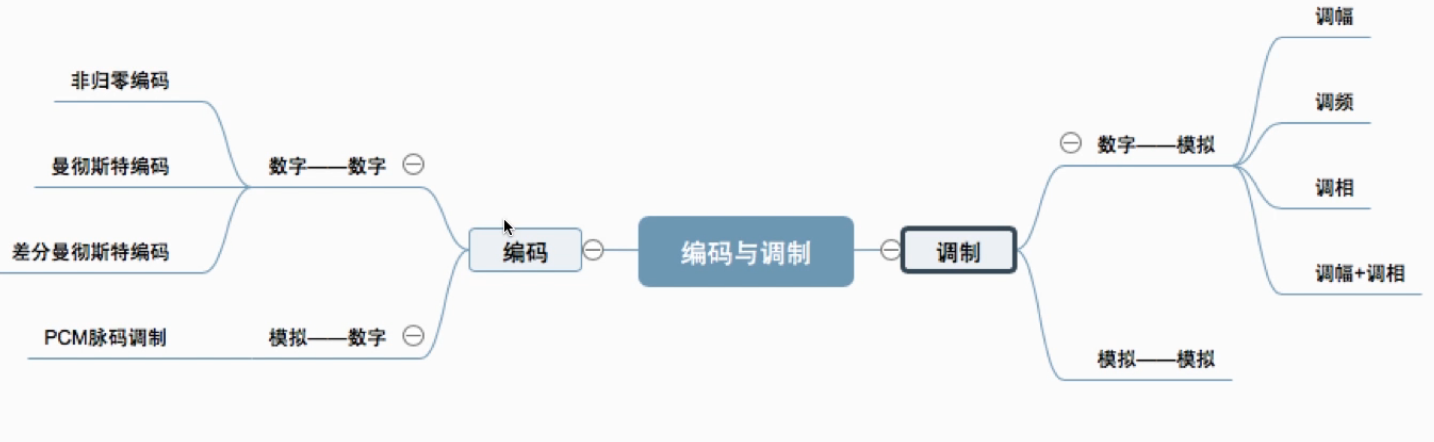 编码与调制
编码
数字——数字
非归零编码
曼彻斯特编码
差分曼彻斯特编码
模拟——数字
PCM脉码调制
调制
数字——模拟
调幅
调频
调相
调幅+调相
模拟——模拟